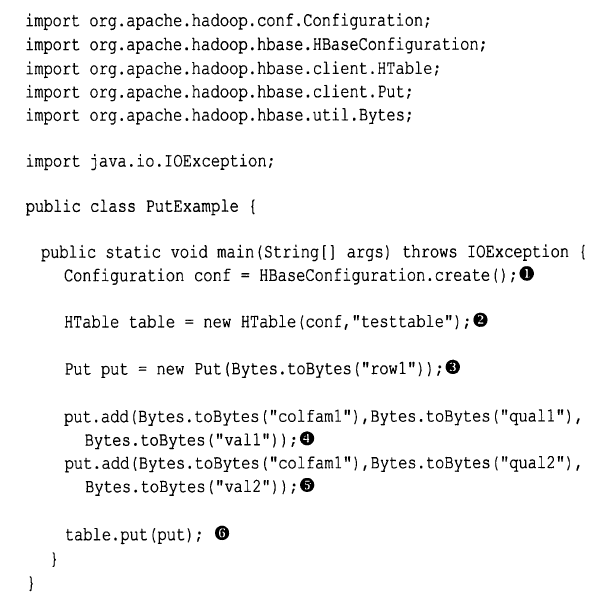 import org.apache.hadoop.conf.Configuration;
import org.apache.hadoop.hbase.HBaseConfiguration;
import org.apache.hadoop.hbase.client.HTable;
import org.apache.hadoop.hbase.client.Put;
import org.apache.hadoop.hbase.util.Bytes;

import java.io.IOException;

public class PutExample {

  public static void main(String[] args) throws IOException {
    Configuration conf = HBaseConfiguration.create();❶

    HTable table = new HTable(conf,"testtable");❷

    Put put = new Put(Bytes.toBytes("row1"));❸

    put.add(Bytes.toBytes("colfam1"),Bytes.toBytes("qual1"),
      Bytes.toBytes("val1"));❹
    put.add(Bytes.toBytes("colfam1"),Bytes.toBytes("qual2"),
      Bytes.toBytes("val2"));❺

    table.put(put); ❻
  }
}